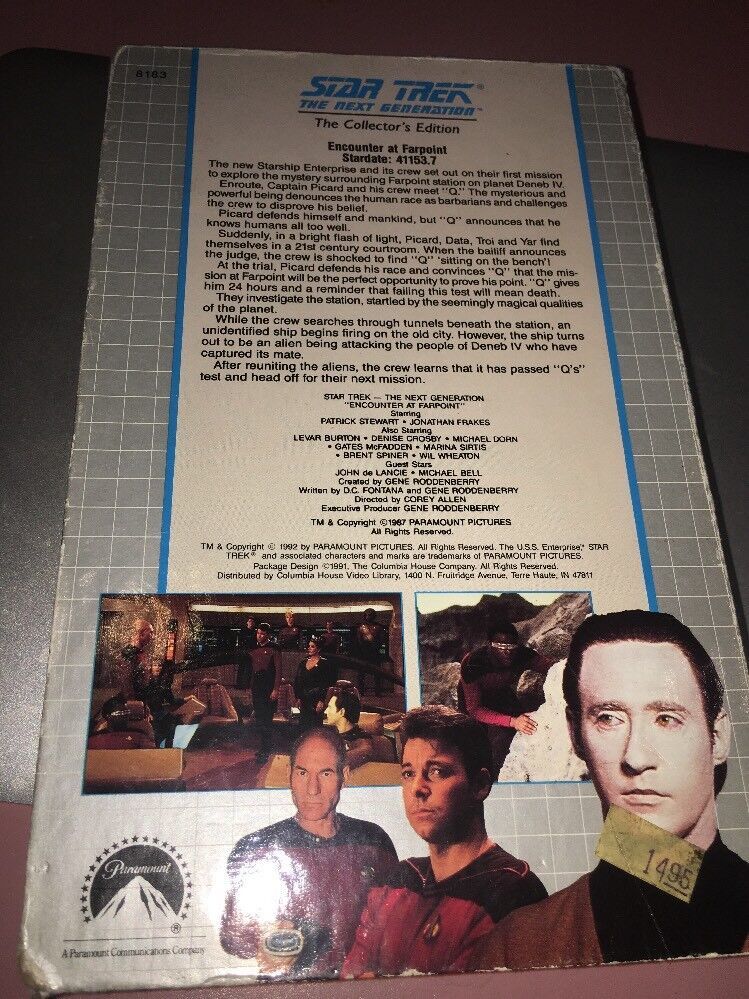 8183
STAR TREK®
THE NEXT GENERATION™
The Collector's Edition
Encounter at Farpoint
Stardate: 41153.7
The new Starship Enterprise and its crew set out on their first mission
to explore the mystery surrounding Farpoint station on planet Deneb IV.
Enroute, Captain Picard and his crew meet "Q." The mysterious and
powerful being denounces the human race as barbarians and challenges
the crew to disprove his belief.
Picard defends himself and mankind, but "Q" announces that he
knows humans all too well.
Suddenly, in a bright flash of light, Picard, Data, Troi and Yar find
themselves in a 21st century courtroom. When the bailiff announces
the judge, the crew is shocked to find "Q" 'sitting on the bench'!
At the trial, Picard defends his race and convinces "Q" that the mis-
sion at Farpoint will be the perfect opportunity to prove his point. "Q" gives
him 24 hours and a reminder that failing this test will mean death.
They investigate the station, startled by the seemingly magical qualities
of the planet.
While the crew searches through tunnels beneath the station, an
unidentified ship begins firing on the old city. However, the ship turns
out to be an alien being attacking the people of Deneb IV who have
captured its mate.
After reuniting the aliens, the crew learns that it has passed "Q's"
test and head off for their next mission.
STAR TREK — THE NEXT GENERATION
"ENCOUNTER AT FARPOINT"
Starring
PATRICK STEWART • JONATHAN FRAKES
Also Starring
LEVAR BURTON • DENISE CROSBY • MICHAEL DORN
• GATES McFADDEN • MARINA SIRTIS
• BRENT SPINER • WIL WHEATON
Guest Stars
JOHN de LANCIE • MICHAEL BELL
Created by GENE RODDENBERRY
Written by D.C. FONTANA and GENE RODDENBERRY
Directed by COREY ALLEN
Executive Producer GENE RODDENBERRY
TM & Copyright ©1987 PARAMOUNT PICTURES
All Rights Reserved.
TM & Copyright © 1992 by PARAMOUNT PICTURES. All Rights Reserved. The U.S.S. Enterprise,® STAR
TREK® and associated characters and marks are trademarks of PARAMOUNT PICTURES.
Package Design ©1991, The Columbia House Company. All Rights Reserved.
Distributed by Columbia House Video Library, 1400 N. Fruitridge Avenue, Terre Haute, IN 47811
Paramount
®
A Paramount Communications Company
1495